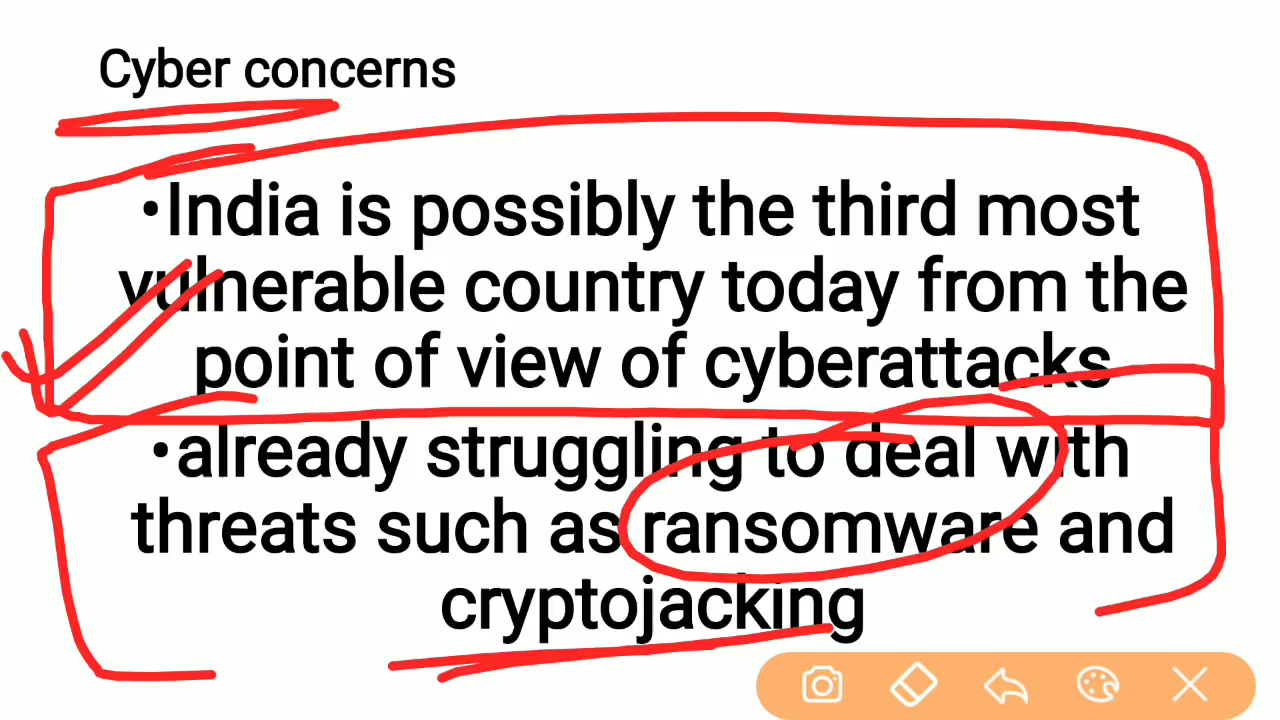 Cyber concerns
•India is possibly the third most
vulnerable country today from the
point of view of cyberattacks
•already struggling to deal with
threats such as ransomware and
cryptojacking